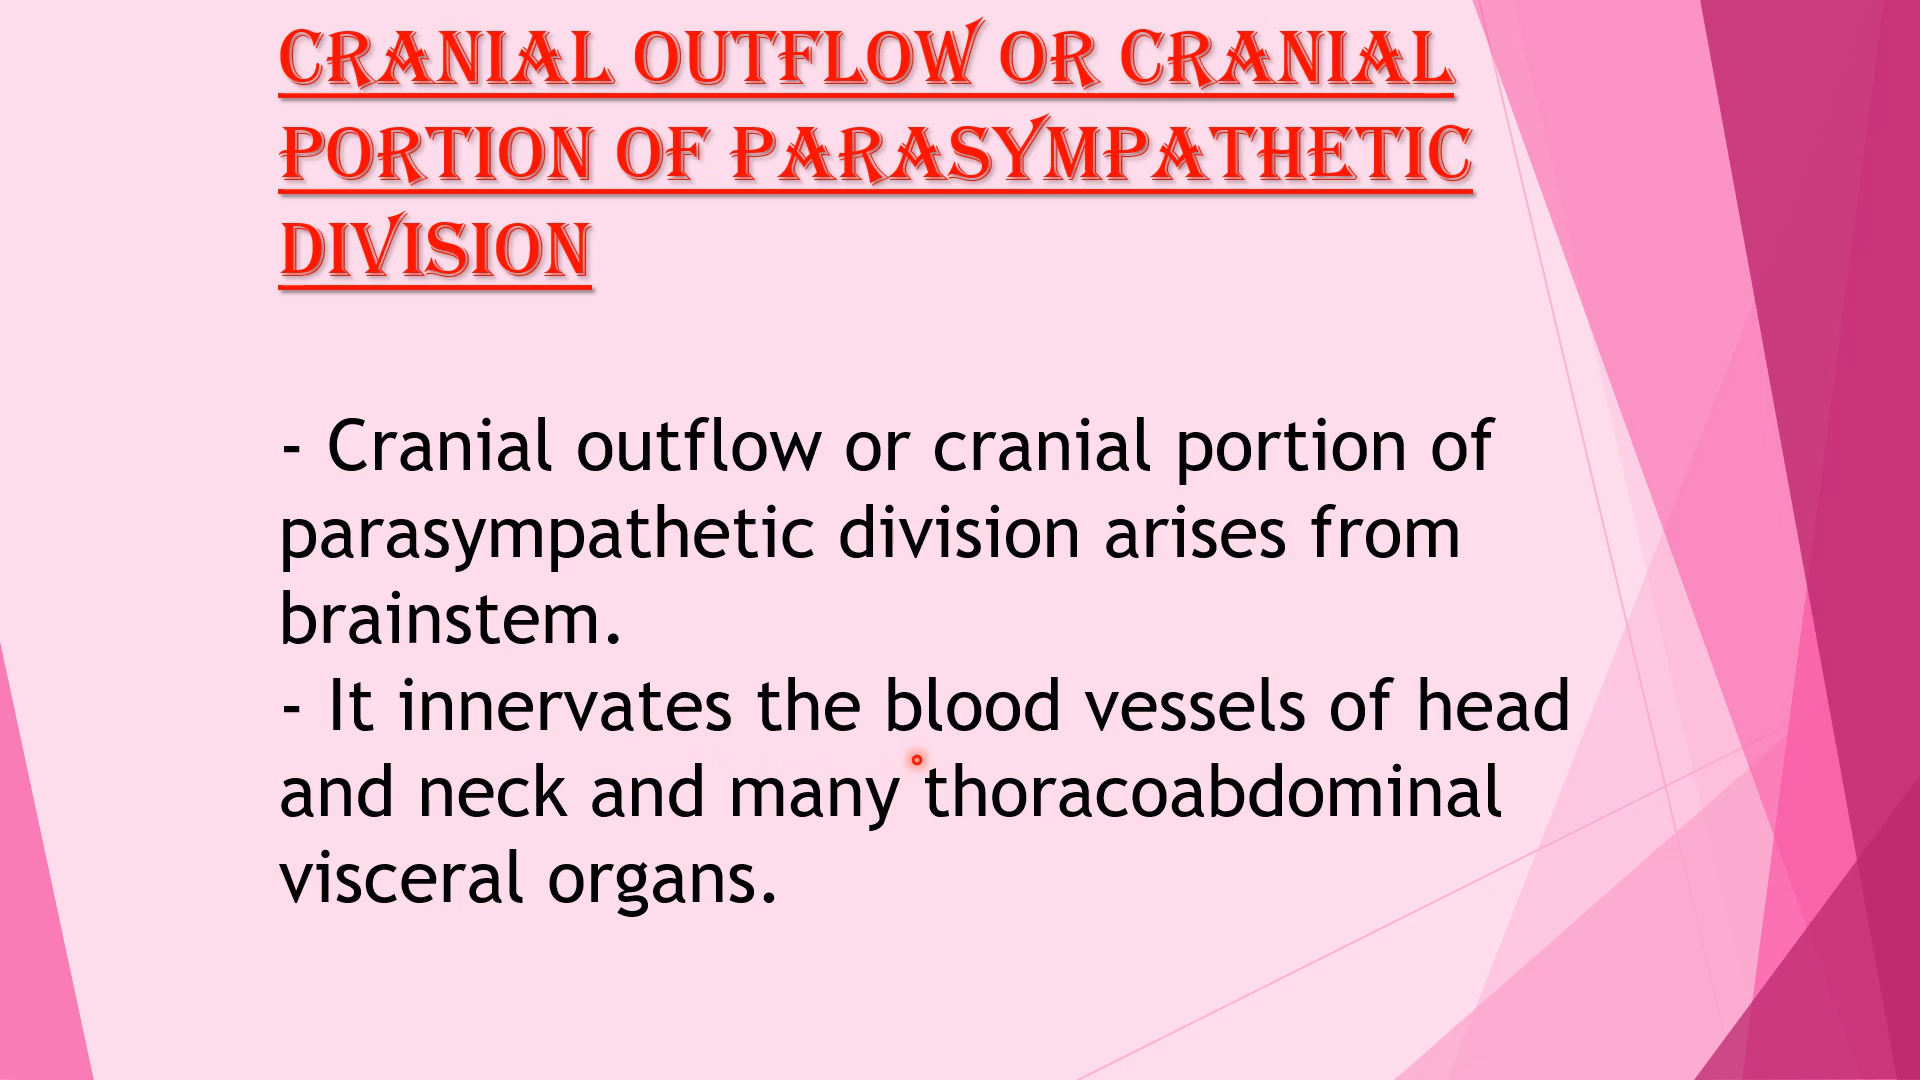 CRANIAL OUTFLOW OR CRANIAL
PORTION OF PARASYMPATHETIC
DIVISION
- Cranial outflow or cranial portion of
parasympathetic division arises from
brainstem.
- It innervates the blood vessels of head
and neck and many thoracoabdominal
visceral organs.